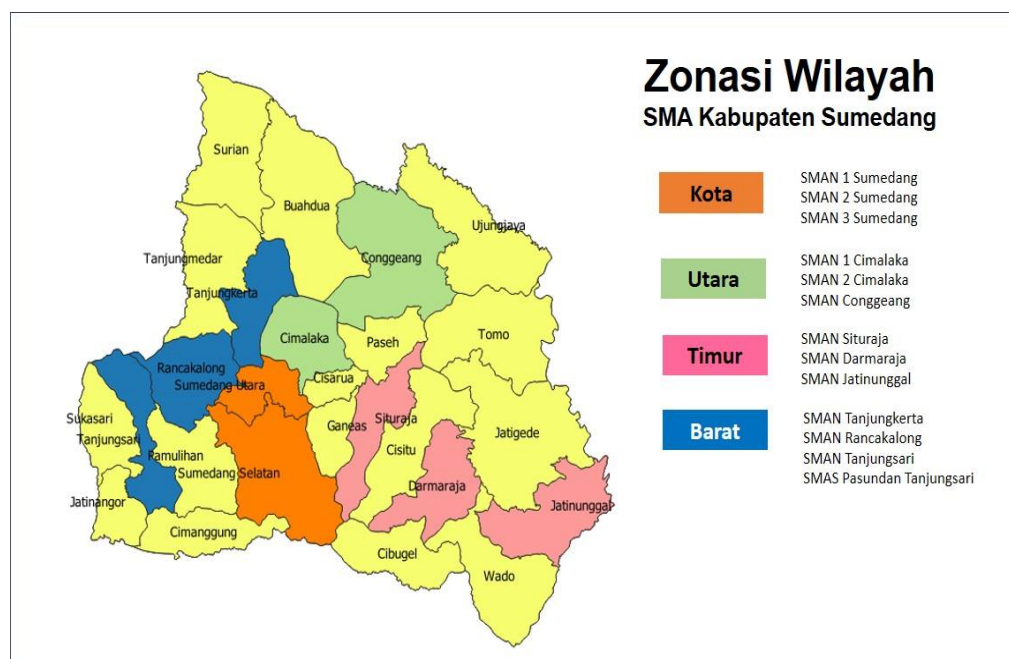 Zonasi Wilayah
SMA Kabupaten Sumedang
Kota
SMAN 1 Sumedang
SMAN 2 Sumedang
SMAN 3 Sumedang
Utara
SMAN 1 Cimalaka
SMAN 2 Cimalaka
SMAN Conggeang
Timur
SMAN Situraja
SMAN Darmaraja
SMAN Jatinunggal
Barat
SMAN Tanjungkerta
SMAN Rancakalong
SMAN Tanjungsari
SMAS Pasundan Tanjungsari
Surian
Buahdua
Ujungjaya
Tanjungmedar
Conggeang
Tanjungkerta
Cimalaka
Paseh
Tomo
Rancakalong
Sumedang Utara
Cisarua
Sukasari
Ganeas
Situraja
Jatigede
Tanjungsari
Pamulihan
Cisitu
Sumedang Selatan
Darmaraja
Jatinangor
Jatinunggal
Cimanggung
Cibugel
Wado